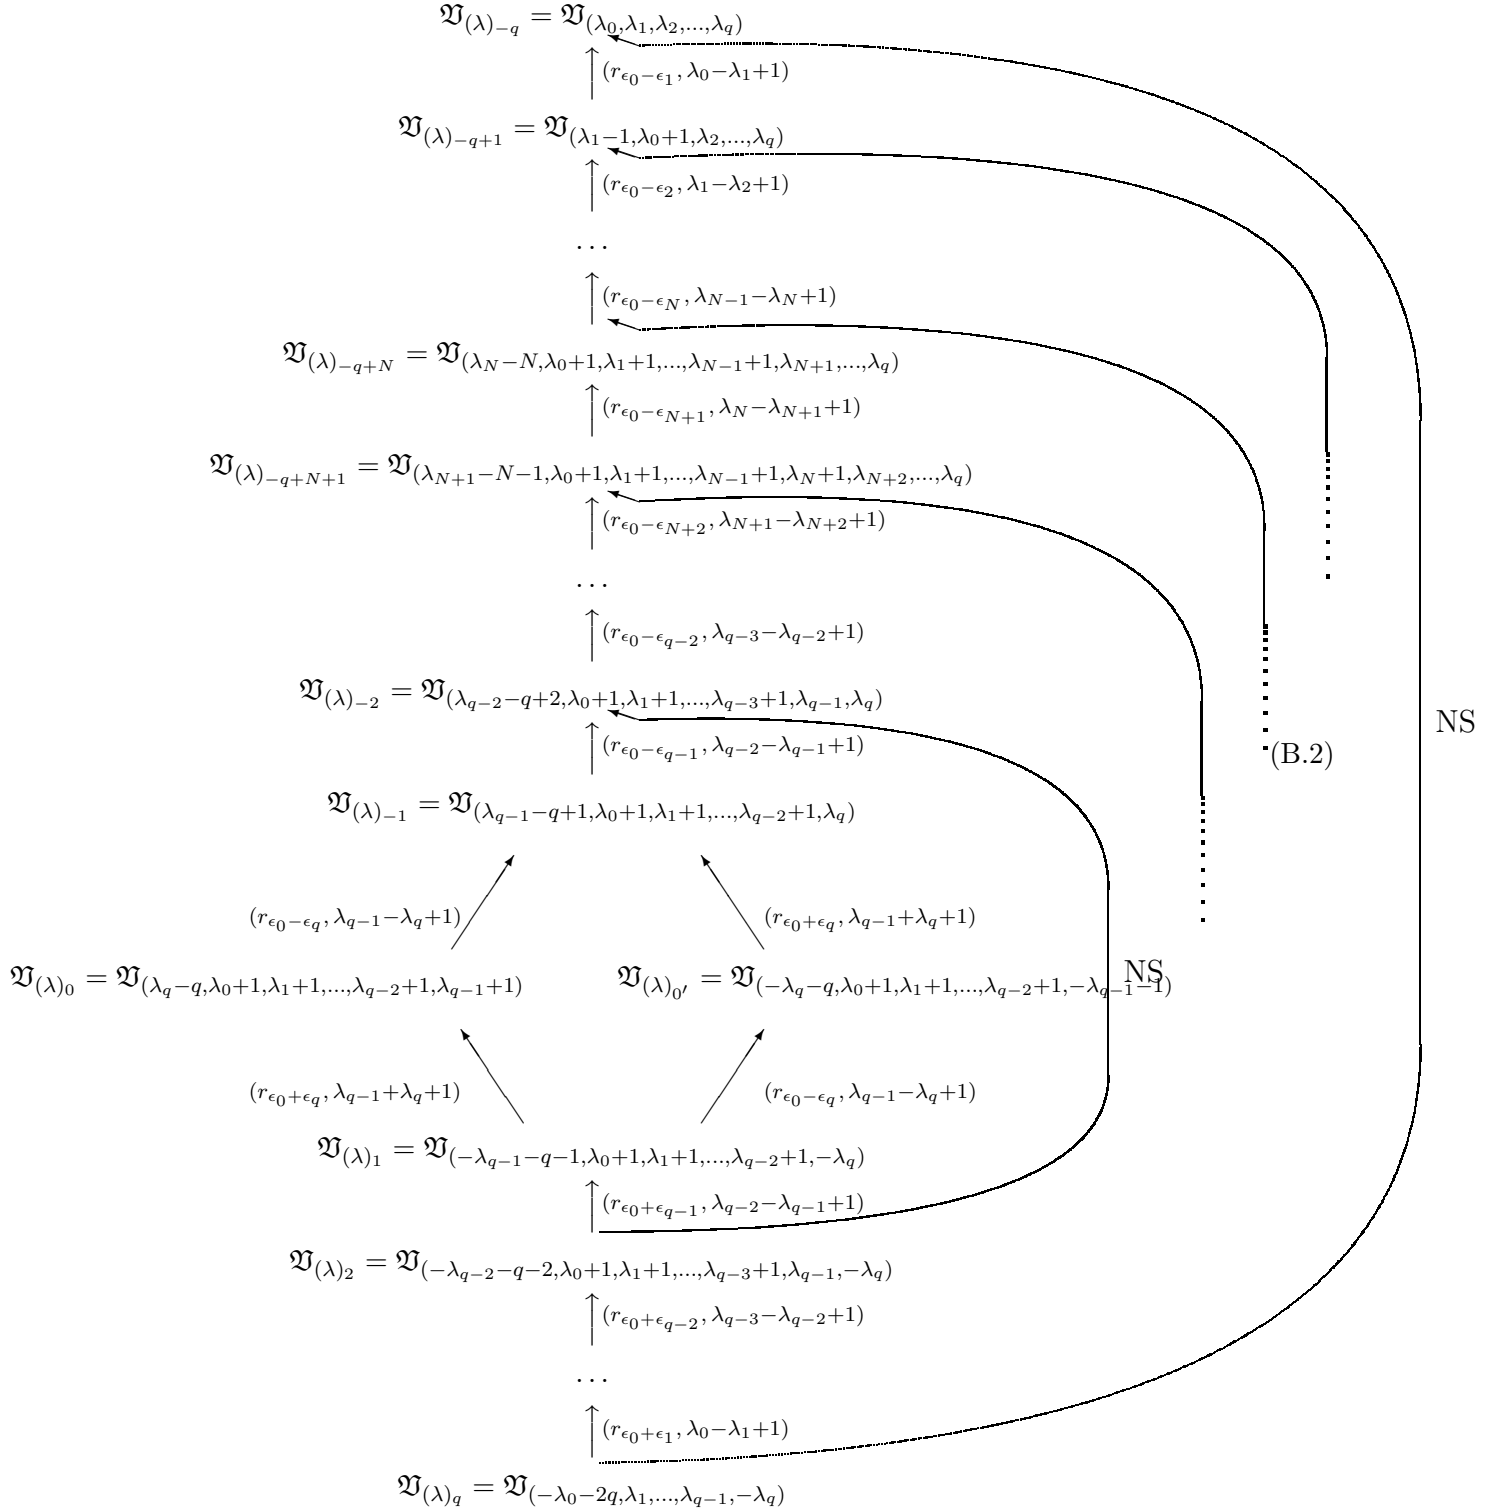 𝔙_{(λ)_{−q}} = 𝔙_{(λ_0,λ_1,λ_2,...,λ_q)}
(r_{ϵ_0−ϵ_1}, λ_0−λ_1+1)
𝔙_{(λ)_{−q+1}} = 𝔙_{(λ_1−1,λ_0+1,λ_2,...,λ_q)}
(r_{ϵ_0−ϵ_2}, λ_1−λ_2+1)
...
(r_{ϵ_0−ϵ_N}, λ_{N−1}−λ_N+1)
𝔙_{(λ)_{−q+N}} = 𝔙_{(λ_N−N,λ_0+1,λ_1+1,...,λ_{N−1}+1,λ_{N+1},...,λ_q)}
(r_{ϵ_0−ϵ_{N+1}}, λ_N−λ_{N+1}+1)
𝔙_{(λ)_{−q+N+1}} = 𝔙_{(λ_{N+1}−N−1,λ_0+1,λ_1+1,...,λ_{N−1}+1,λ_N+1,λ_{N+2},...,λ_q)}
(r_{ϵ_0−ϵ_{N+2}}, λ_{N+1}−λ_{N+2}+1)
...
(r_{ϵ_0−ϵ_{q−2}}, λ_{q−3}−λ_{q−2}+1)
𝔙_{(λ)_{−2}} = 𝔙_{(λ_{q−2}−q+2,λ_0+1,λ_1+1,...,λ_{q−3}+1,λ_{q−1},λ_q)}
NS
(r_{ϵ_0−ϵ_{q−1}}, λ_{q−2}−λ_{q−1}+1)
(B.2)
𝔙_{(λ)_{−1}} = 𝔙_{(λ_{q−1}−q+1,λ_0+1,λ_1+1,...,λ_{q−2}+1,λ_q)}
(r_{ϵ_0−ϵ_q}, λ_{q−1}−λ_q+1)
(r_{ϵ_0+ϵ_q}, λ_{q−1}+λ_q+1)
𝔙_{(λ)_0} = 𝔙_{(λ_q−q,λ_0+1,λ_1+1,...,λ_{q−2}+1,λ_{q−1}+1)}
𝔙_{(λ)_{0′}} = 𝔙_{(−λ_q−q,λ_0+1,λ_1+1,...,λ_{q−2}+1,−λ_{q−1}−1)}
NS
(r_{ϵ_0+ϵ_q}, λ_{q−1}+λ_q+1)
(r_{ϵ_0−ϵ_q}, λ_{q−1}−λ_q+1)
𝔙_{(λ)_1} = 𝔙_{(−λ_{q−1}−q−1,λ_0+1,λ_1+1,...,λ_{q−2}+1,−λ_q)}
(r_{ϵ_0+ϵ_{q−1}}, λ_{q−2}−λ_{q−1}+1)
𝔙_{(λ)_2} = 𝔙_{(−λ_{q−2}−q−2,λ_0+1,λ_1+1,...,λ_{q−3}+1,λ_{q−1},−λ_q)}
(r_{ϵ_0+ϵ_{q−2}}, λ_{q−3}−λ_{q−2}+1)
...
(r_{ϵ_0+ϵ_1}, λ_0−λ_1+1)
𝔙_{(λ)_q} = 𝔙_{(−λ_0−2q,λ_1,...,λ_{q−1},−λ_q)}